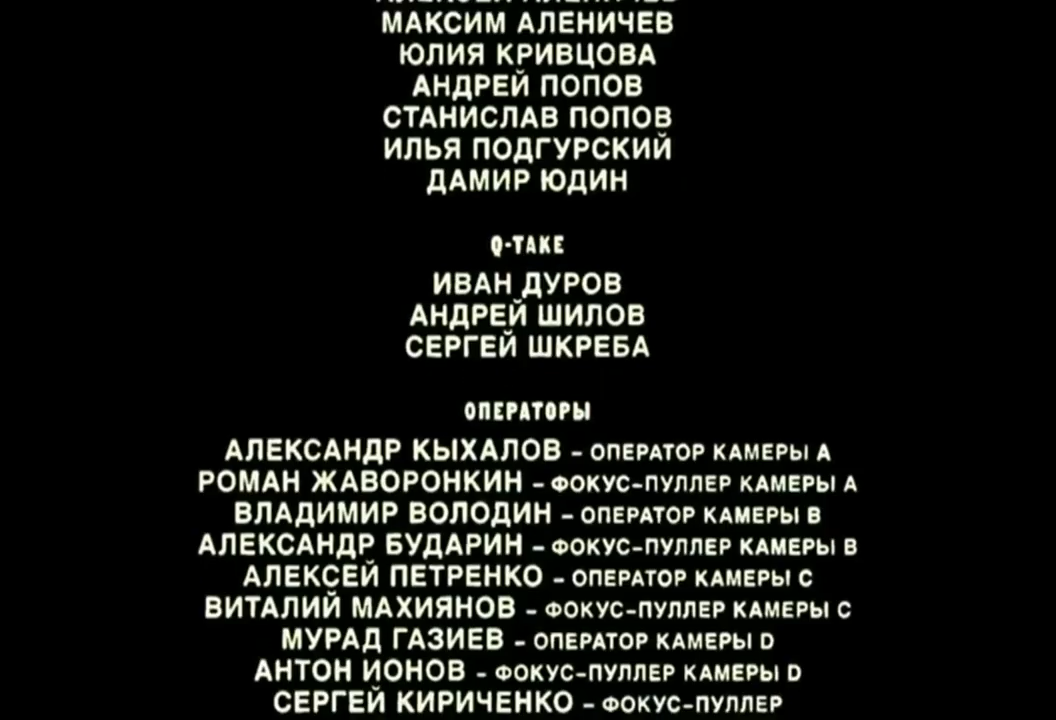 МАКСИМ АЛЕНИЧЕВ
ЮЛИЯ КРИВЦОВА
АНДРЕЙ ПОПОВ
СТАНИСЛАВ ПОПОВ
ИЛЬЯ ПОДГУРСКИЙ
ДАМИР ЮДИН
Q-TAKE
ИВАН ДУРОВ
АНДРЕЙ ШИЛОВ
СЕРГЕЙ ШКРЕБА
ОПЕРАТОРЫ
АЛЕКСАНДР КЫХАЛОВ – ОПЕРАТОР КАМЕРЫ A
РОМАН ЖАВОРОНКИН – ФОКУС-ПУЛЛЕР КАМЕРЫ A
ВЛАДИМИР ВОЛОДИН – ОПЕРАТОР КАМЕРЫ B
АЛЕКСАНДР БУДАРИН – ФОКУС-ПУЛЛЕР КАМЕРЫ B
АЛЕКСЕЙ ПЕТРЕНКО – ОПЕРАТОР КАМЕРЫ C
ВИТАЛИЙ МАХИЯНОВ – ФОКУС-ПУЛЛЕР КАМЕРЫ C
МУРАД ГАЗИЕВ – ОПЕРАТОР КАМЕРЫ D
АНТОН ИОНОВ – ФОКУС-ПУЛЛЕР КАМЕРЫ D
СЕРГЕЙ КИРИЧЕНКО – ФОКУС-ПУЛЛЕР